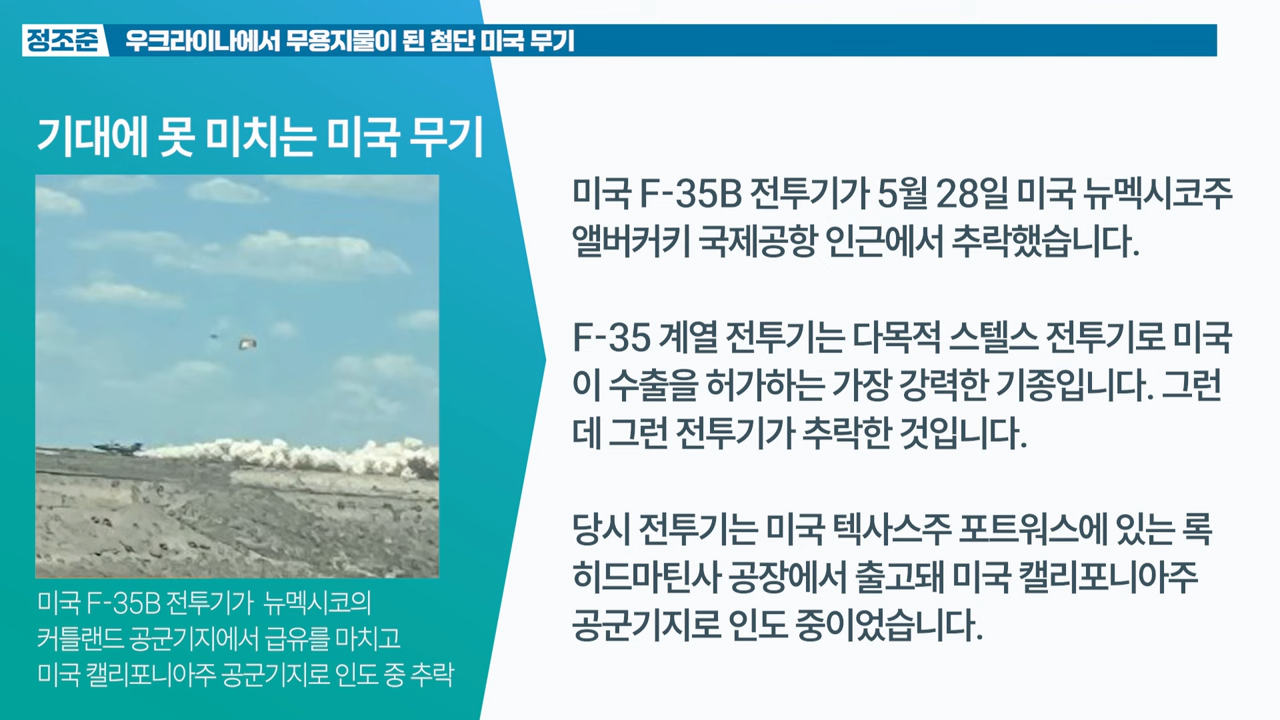 정조준 우크라이나에서 무용지물이 된 첨단 미국 무기
기대에 못 미치는 미국 무기
미국 F-35B 전투기가 뉴멕시코의
커틀랜드 공군기지에서 급유를 마치고
미국 캘리포니아주 공군기지로 인도 중 추락
미국 F-35B 전투기가 5월 28일 미국 뉴멕시코주
앨버커키 국제공항 인근에서 추락했습니다.
F-35 계열 전투기는 다목적 스텔스 전투기로 미국
이 수출을 허가하는 가장 강력한 기종입니다. 그런
데 그런 전투기가 추락한 것입니다.
당시 전투기는 미국 텍사스주 포트워스에 있는 록
히드마틴사 공장에서 출고돼 미국 캘리포니아주
공군기지로 인도 중이었습니다.